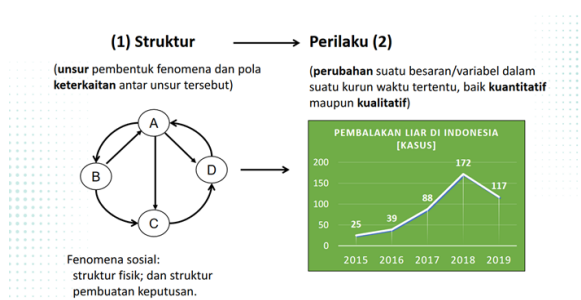 (1) Struktur
Perilaku (2)
(unsur pembentuk fenomena dan pola
keterkaitan antar unsur tersebut)
A
B
D
C
Fenomena sosial:
struktur fisik; dan struktur
pembuatan keputusan.
(perubahan suatu besaran/variabel dalam
suatu kurun waktu tertentu, baik kuantitatif
maupun kualitatif)
PEMBALAKAN LIAR DI INDONESIA
[KASUS]
200
150
100
50
0
25
39
88
172
117
2015 2016 2017 2018 2019